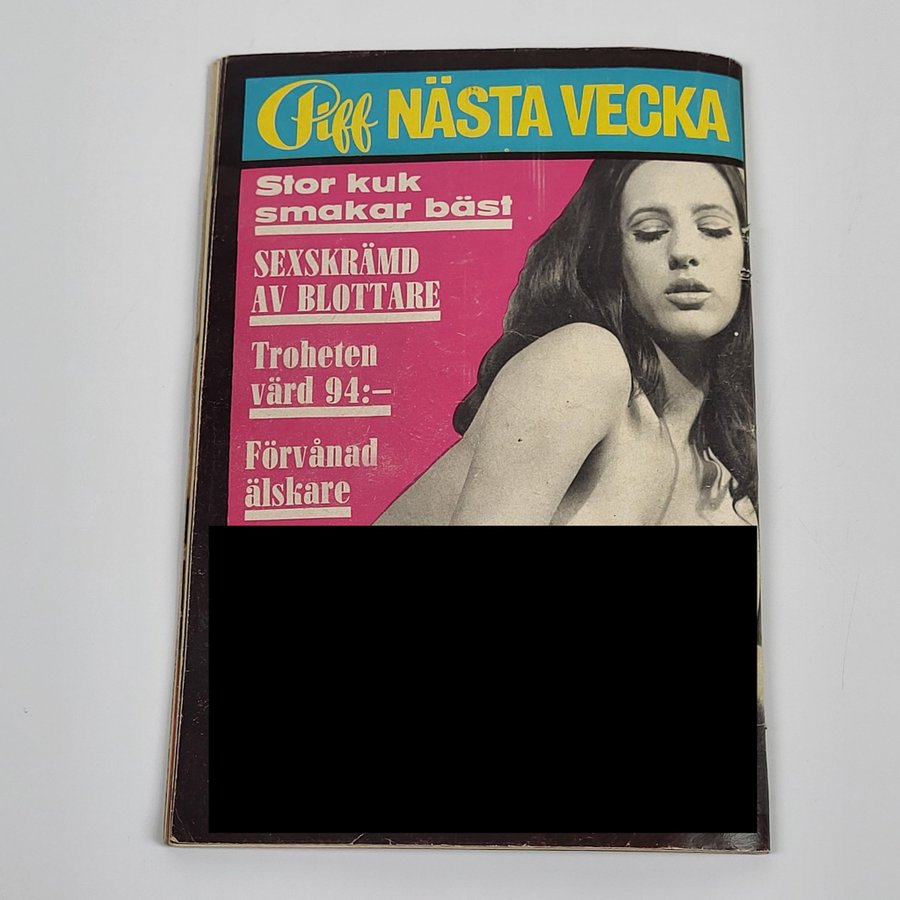 Piff NÄSTA VECKA
Stor kuk
smakar bäst
SEXSKRÄMD
AV BLOTTARE
Troheten
värd 94:–
Förvånad
älskare